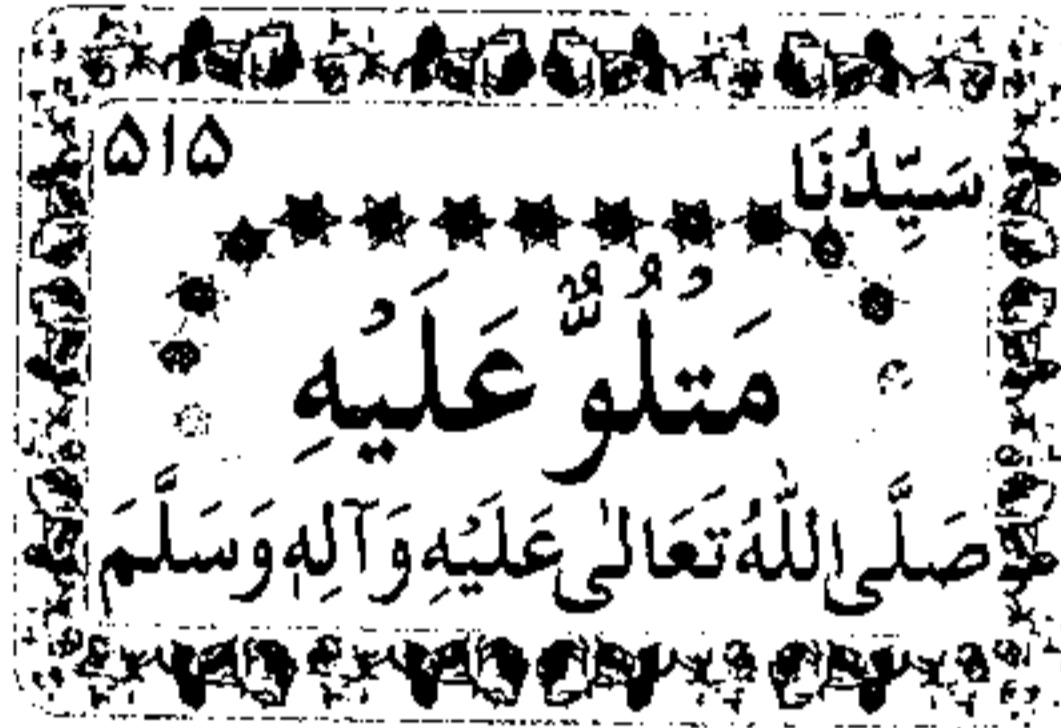 سَيِّدُنَا ۵۱۵
مَتْلُوٌّ عَلَيْهِ
صَلَّى اللّٰهُ تَعَالٰى عَلَيْهِ وَآلِهٖ وَسَلَّمَ